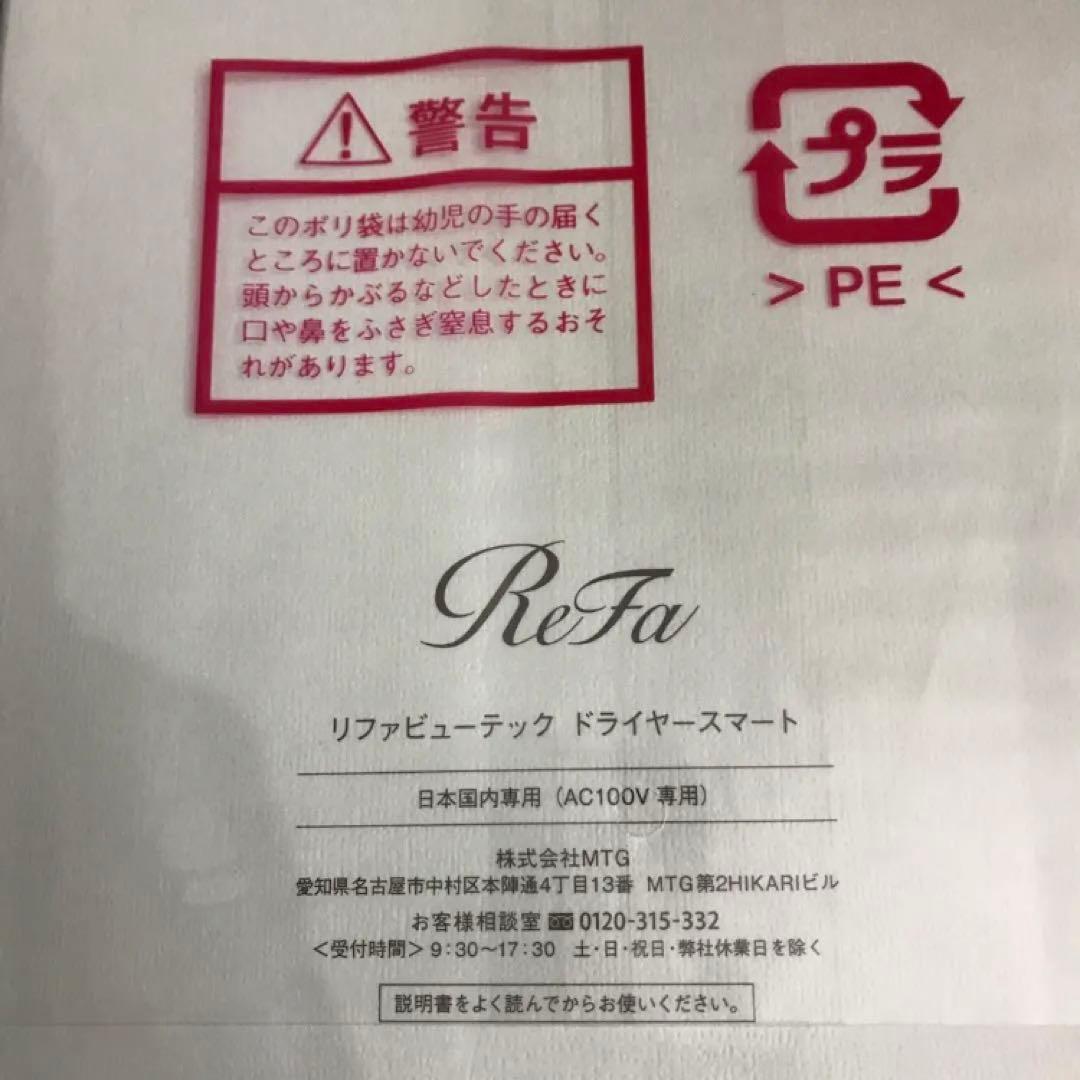 警告
このポリ袋は幼児の手の届く
ところに置かないでください。
頭からかぶるなどしたときに
口や鼻をふさぎ窒息するおそ
れがあります。
プラ
> PE <
ReFa
リファビューテック ドライヤースマート
日本国内専用（AC100V 専用）
株式会社MTG
愛知県名古屋市中村区本陣通4丁目13番 MTG第2HIKARIビル
お客様相談室 0120-315-332
＜受付時間＞9:30～17:30 土・日・祝日・弊社休業日を除く
説明書をよく読んでからお使いください。